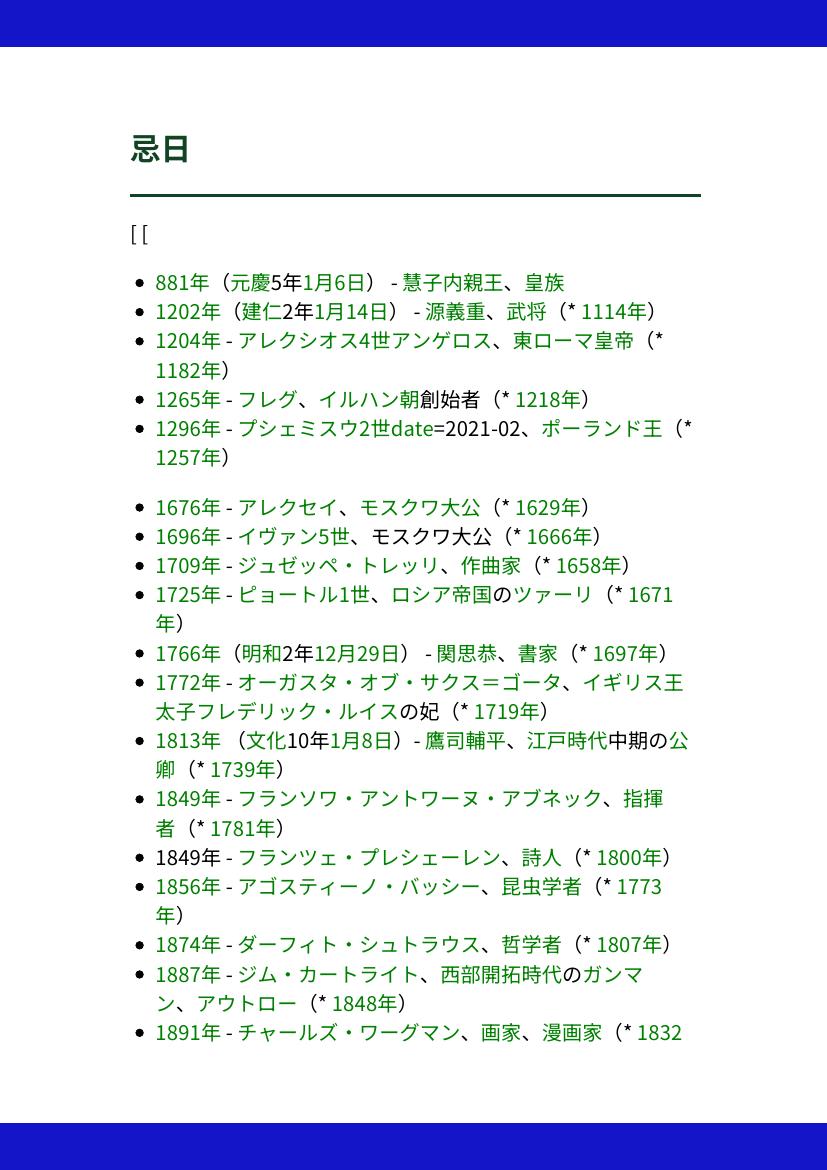 忌日
[ [
• 881年（元慶5年1月6日） - 慧子内親王、皇族
• 1202年（建仁2年1月14日） - 源義重、武将（* 1114年）
• 1204年 - アレクシオス4世アンゲロス、東ローマ皇帝（*
1182年）
• 1265年 - フレグ、イルハン朝創始者（* 1218年）
• 1296年 - プシェミスウ2世date=2021-02、ポーランド王（*
1257年）
• 1676年 - アレクセイ、モスクワ大公（* 1629年）
• 1696年 - イヴァン5世、モスクワ大公（* 1666年）
• 1709年 - ジュゼッペ・トレッリ、作曲家（* 1658年）
• 1725年 - ピョートル1世、ロシア帝国のツァーリ（* 1671
年）
• 1766年（明和2年12月29日） - 関思恭、書家（* 1697年）
• 1772年 - オーガスタ・オブ・サクス＝ゴータ、イギリス王
太子フレデリック・ルイスの妃（* 1719年）
• 1813年 （文化10年1月8日）- 鷹司輔平、江戸時代中期の公
卿（* 1739年）
• 1849年 - フランソワ・アントワーヌ・アブネック、指揮
者（* 1781年）
• 1849年 - フランツェ・プレシェーレン、詩人（* 1800年）
• 1856年 - アゴスティーノ・バッシー、昆虫学者（* 1773
年）
• 1874年 - ダーフィト・シュトラウス、哲学者（* 1807年）
• 1887年 - ジム・カートライト、西部開拓時代のガンマ
ン、アウトロー（* 1848年）
• 1891年 - チャールズ・ワーグマン、画家、漫画家（* 1832